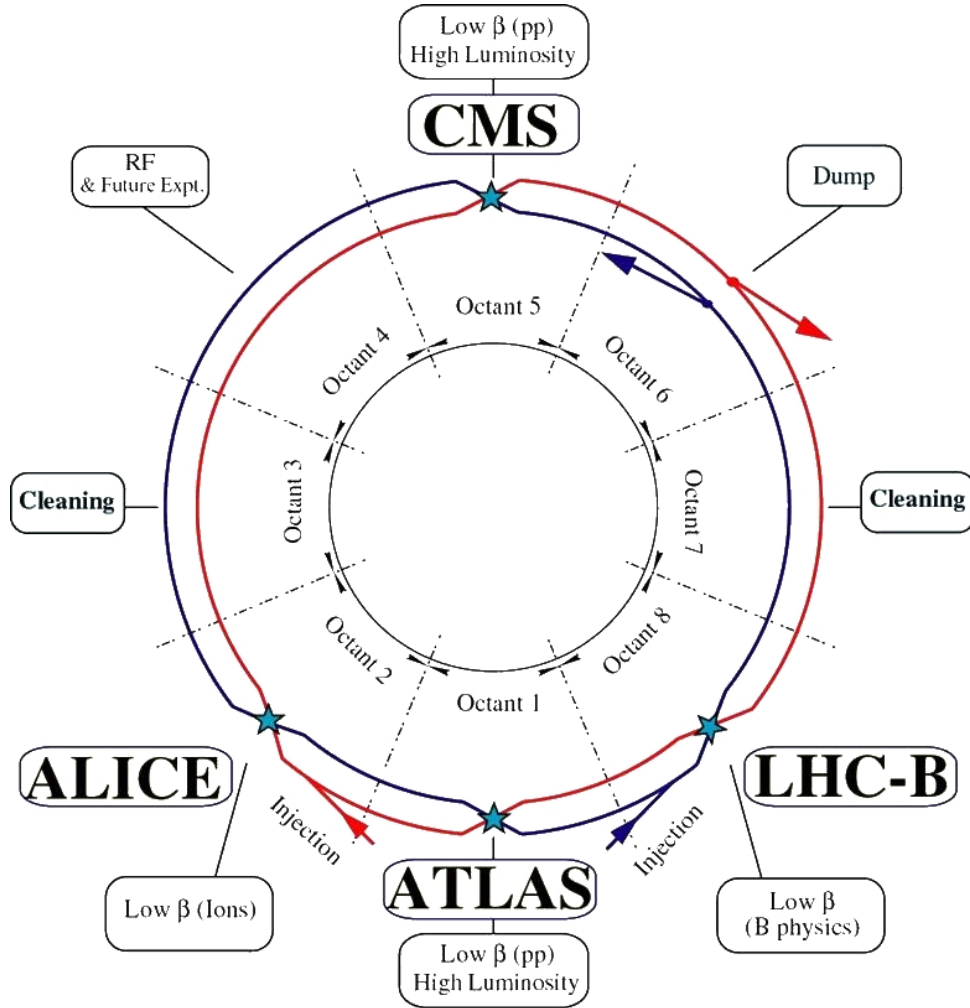 Low β (pp)
High Luminosity
CMS
RF
& Future Expt.
Dump
Octant 5
Octant 4
Octant 6
Cleaning
Octant 3
Octant 7
Cleaning
Octant 2
Octant 8
Octant 1
ALICE
LHC-B
Injection
Injection
ATLAS
Low β (Ions)
Low β
(B physics)
Low β (pp)
High Luminosity